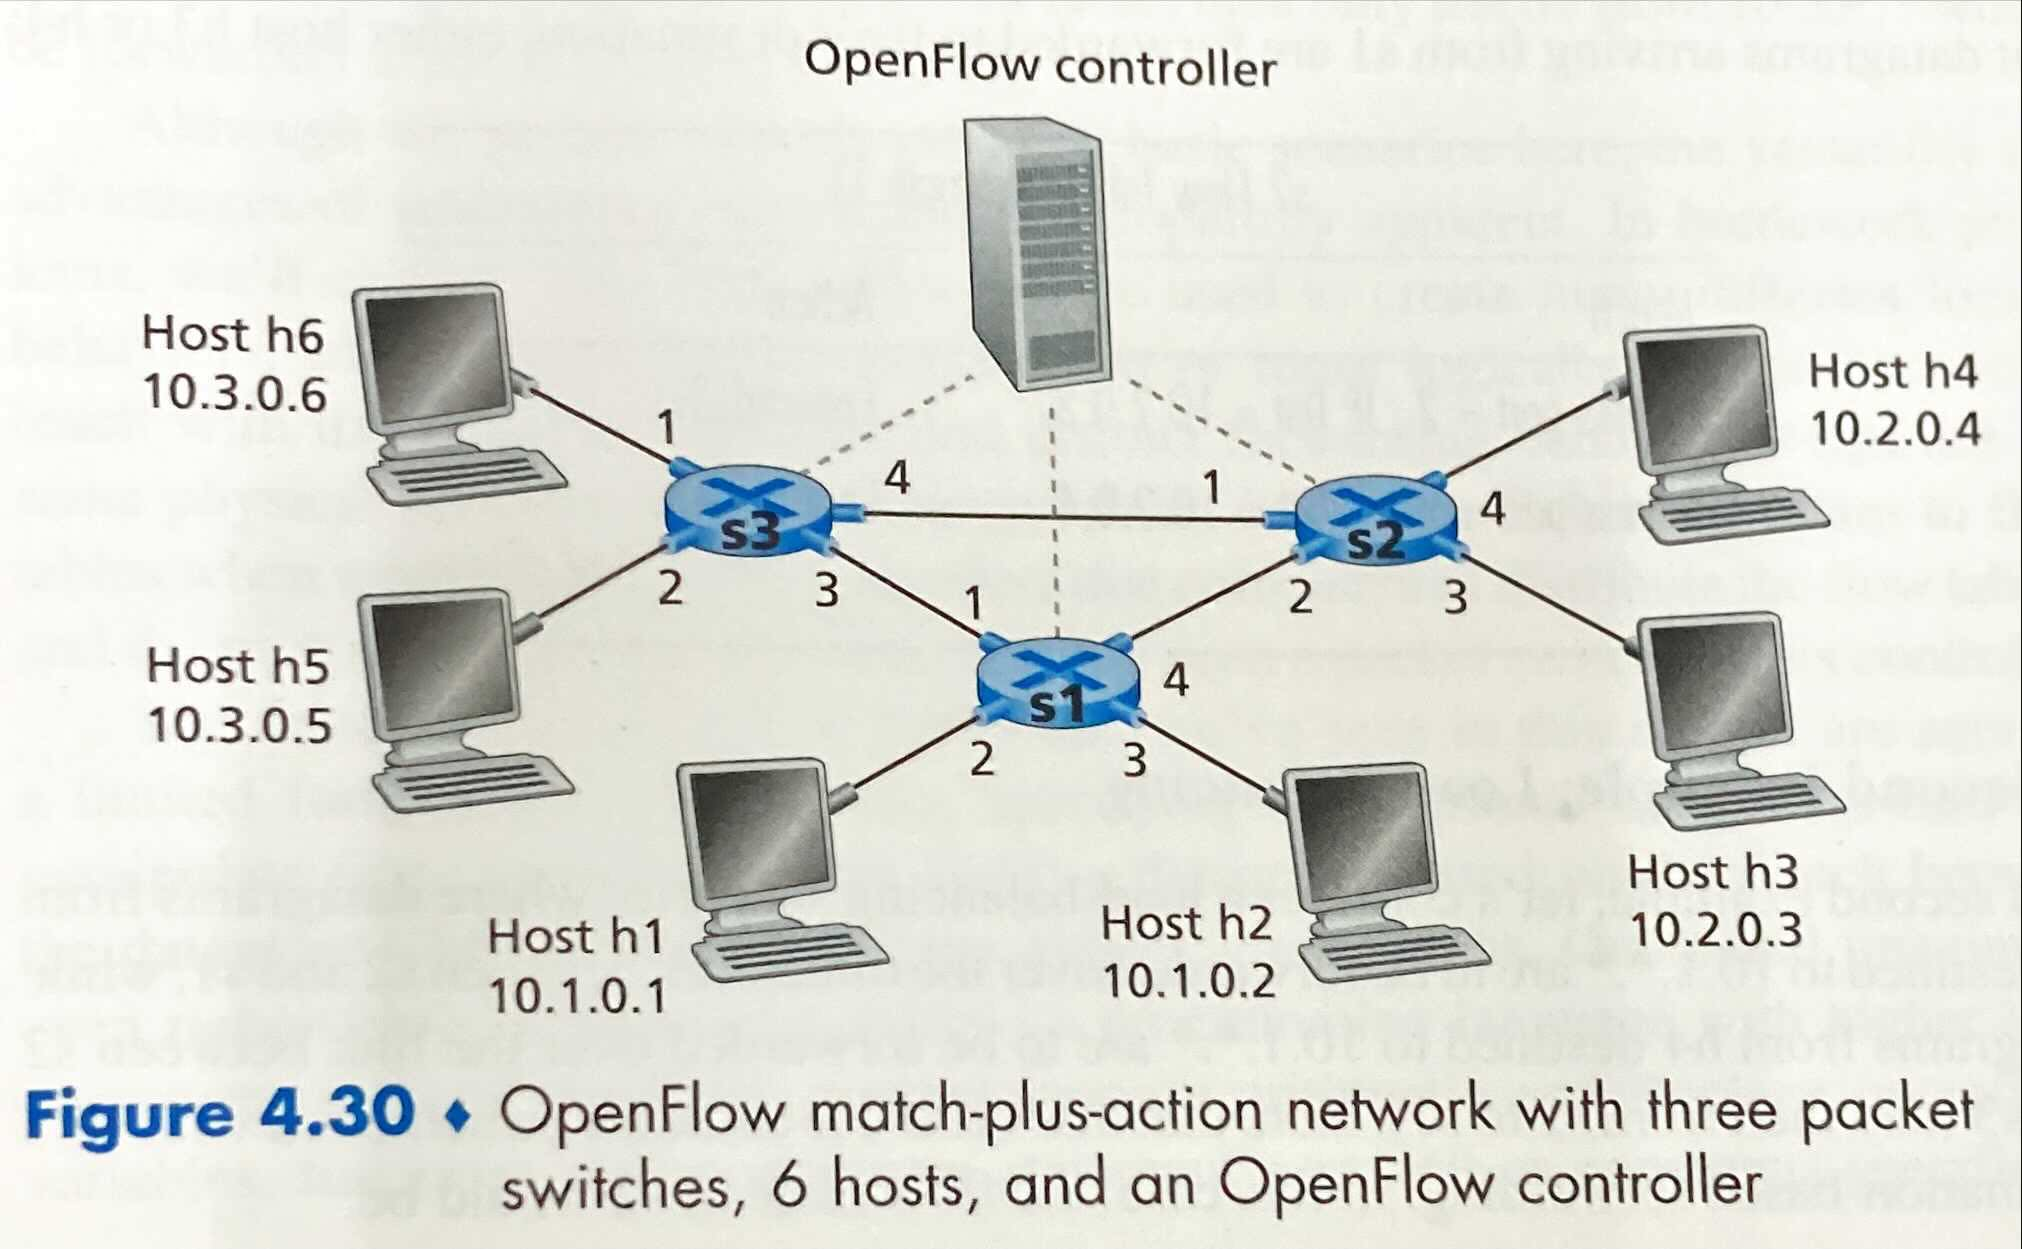 OpenFlow controller
Host h6
10.3.0.6
Host h4
10.2.0.4
1
4
1
4
s3
s2
2
3
1
2
3
Host h5
10.3.0.5
s1
4
2
3
Host h3
10.2.0.3
Host h1
10.1.0.1
Host h2
10.1.0.2
Figure 4.30 ♦ OpenFlow match-plus-action network with three packet
switches, 6 hosts, and an OpenFlow controller